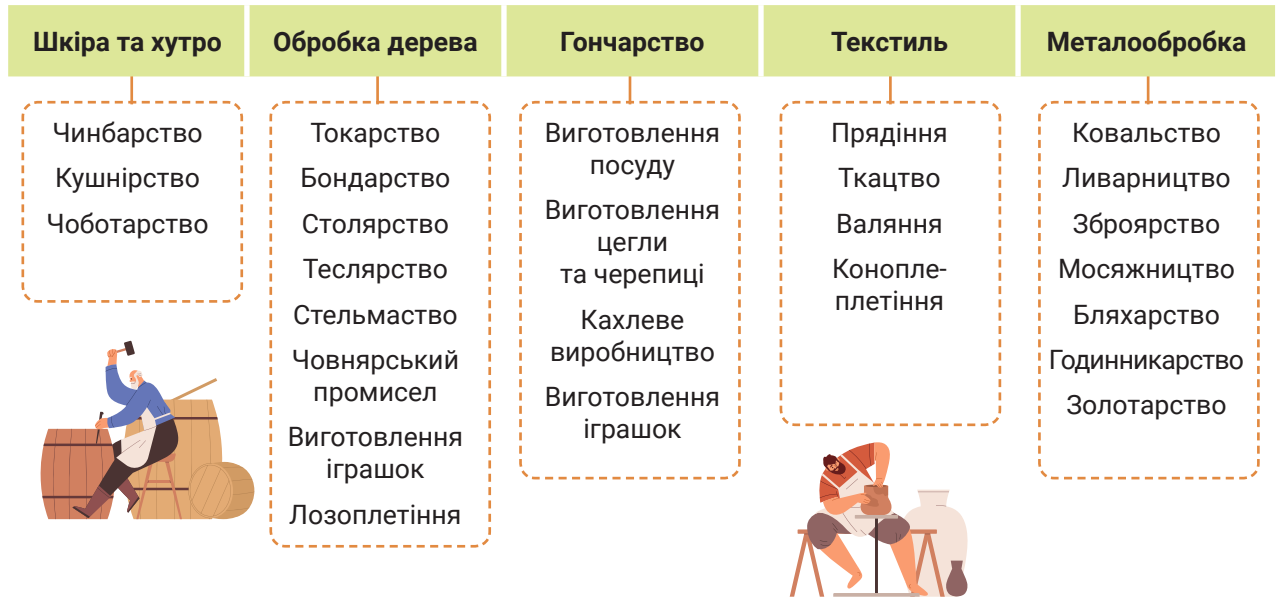 Шкіра та хутро
Чинбарство
Кушнірство
Чоботарство
Обробка дерева
Токарство
Бондарство
Столярство
Теслярство
Стельмаство
Човнярський
промисел
Виготовлення
іграшок
Лозоплетіння
Гончарство
Виготовлення
посуду
Виготовлення
цегли
та черепиці
Кахлеве
виробництво
Виготовлення
іграшок
Текстиль
Прядіння
Ткацтво
Валяння
Конопле-
плетіння
Металообробка
Ковальство
Ливарництво
Зброярство
Мосяжництво
Бляхарство
Годинникарство
Золотарство